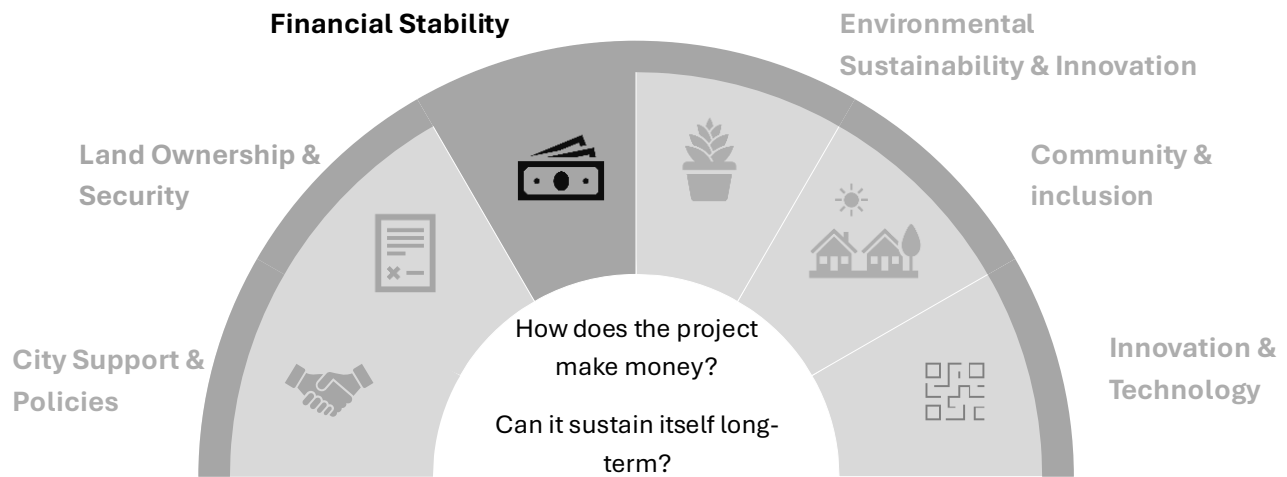 Financial Stability
Environmental
Sustainability & Innovation
Land Ownership &
Security
Community &
inclusion
City Support &
Policies
Innovation &
Technology
How does the project
make money?
Can it sustain itself long-
term?